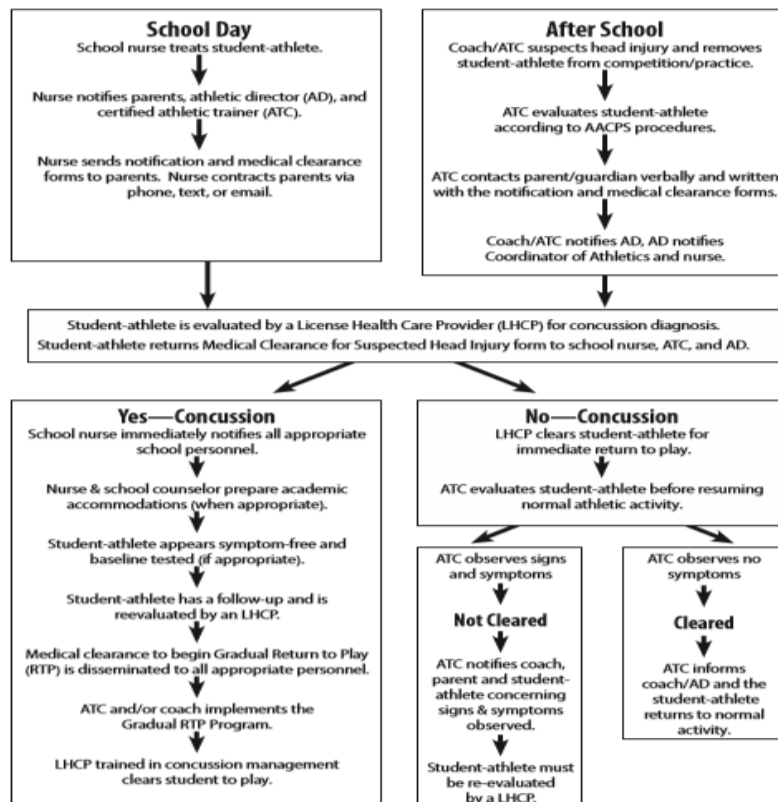 School Day
School nurse treats student-athlete.
Nurse notifies parents, athletic director (AD), and
certified athletic trainer (ATC).
Nurse sends notification and medical clearance
forms to parents. Nurse contracts parents via
phone, text, or email.
After School
Coach/ATC suspects head injury and removes
student-athlete from competition/practice.
ATC evaluates student-athlete
according to AACPS procedures.
ATC contacts parent/guardian verbally and written
with the notification and medical clearance forms.
Coach/ATC notifies AD, AD notifies
Coordinator of Athletics and nurse.
Student-athlete is evaluated by a License Health Care Provider (LHCP) for concussion diagnosis.
Student-athlete returns Medical Clearance for Suspected Head Injury form to school nurse, ATC, and AD.
Yes—Concussion
School nurse immediately notifies all appropriate
school personnel.
Nurse & school counselor prepare academic
accommodations (when appropriate).
Student-athlete appears symptom-free and
baseline tested (if appropriate).
Student-athlete has a follow-up and is
reevaluated by an LHCP.
Medical clearance to begin Gradual Return to Play
(RTP) is disseminated to all appropriate personnel.
ATC and/or coach implements the
Gradual RTP Program.
LHCP trained in concussion management
clears student to play.
No—Concussion
LHCP clears student-athlete for
immediate return to play.
ATC evaluates student-athlete before resuming
normal athletic activity.
ATC observes signs
and symptoms
Not Cleared
ATC notifies coach,
parent and student-
athlete concerning
signs & symptoms
observed.
Student-athlete must
be re-evaluated
by a LHCP.
ATC observes no
symptoms
Cleared
ATC informs
coach/AD and the
student-athlete
returns to normal
activity.